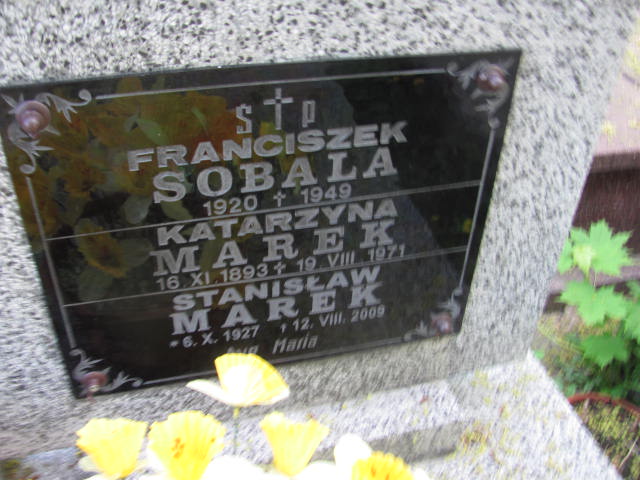 Ś † P
FRANCISZEK
SOBALA
1920 † 1949
KATARZYNA
MAREK
16. XI. 1893 † 19. VIII. 1971
STANISŁAW
MAREK
* 6. X. 1927 † 12. VIII. 2009
Ave Maria